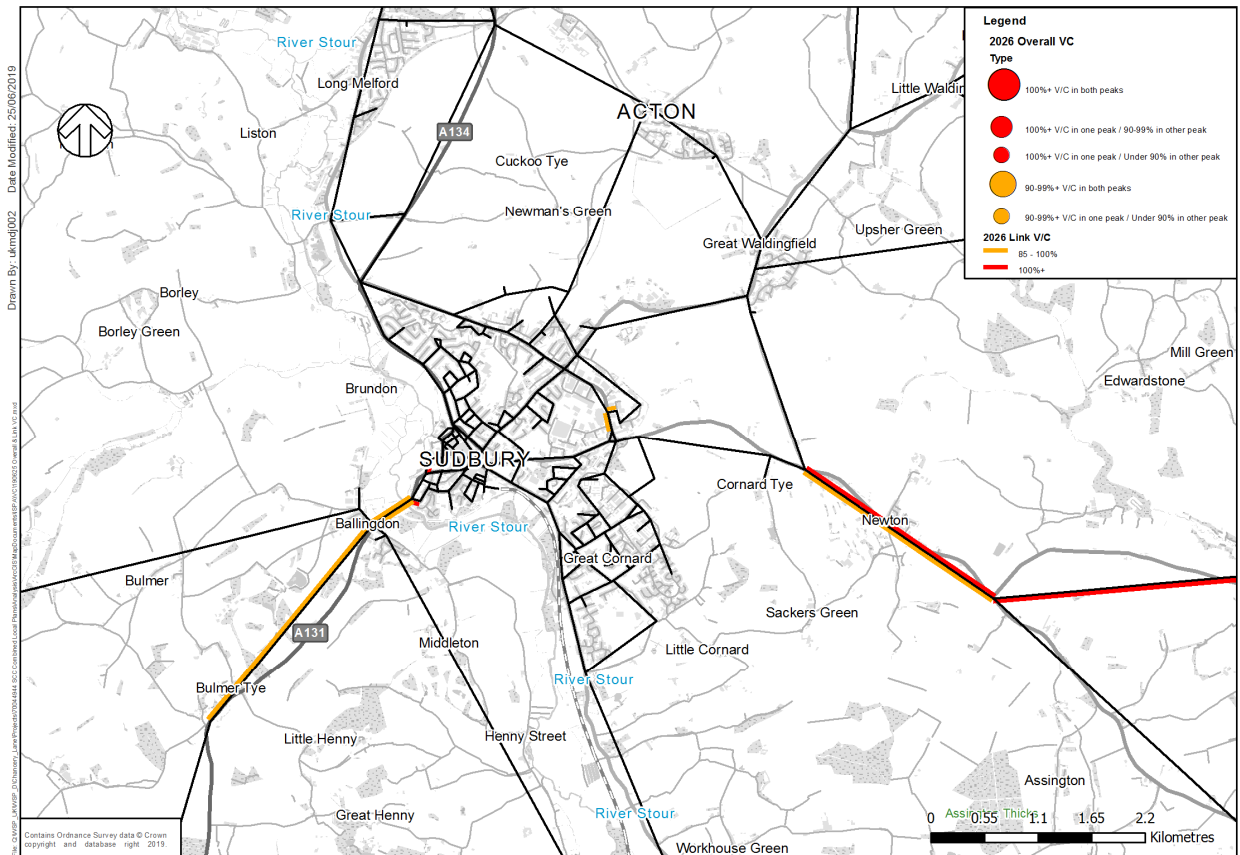 Legend
2026 Overall VC
Type
100%+ V/C in both peaks
100%+ V/C in one peak / 90-99% in other peak
100%+ V/C in one peak / Under 90% in other peak
90-99%+ V/C in both peaks
90-99%+ V/C in one peak / Under 90% in other peak
2026 Link V/C
85 - 100%
100%+
Date Modified: 25/06/2019
Drawn By: ukmdj002
River Stour
Long Melford
Little Waldin
ACTON
A134
Liston
Cuckoo Tye
River Stour
Newman's Green
Great Waldingfield
Upsher Green
Borley
Borley Green
Mill Green
Edwardstone
Brundon
SUDBURY
Cornard Tye
Ballingdon
River Stour
Newton
Great Cornard
Bulmer
Sackers Green
A131
Middleton
Little Cornard
Bulmer Tye
River Stour
Little Henny
Henny Street
Assington
Great Henny
River Stour
Workhouse Green
0 0.55 1.1 1.65 2.2
Kilometres
Contains Ordnance Survey data © Crown
copyright and database right 2019.